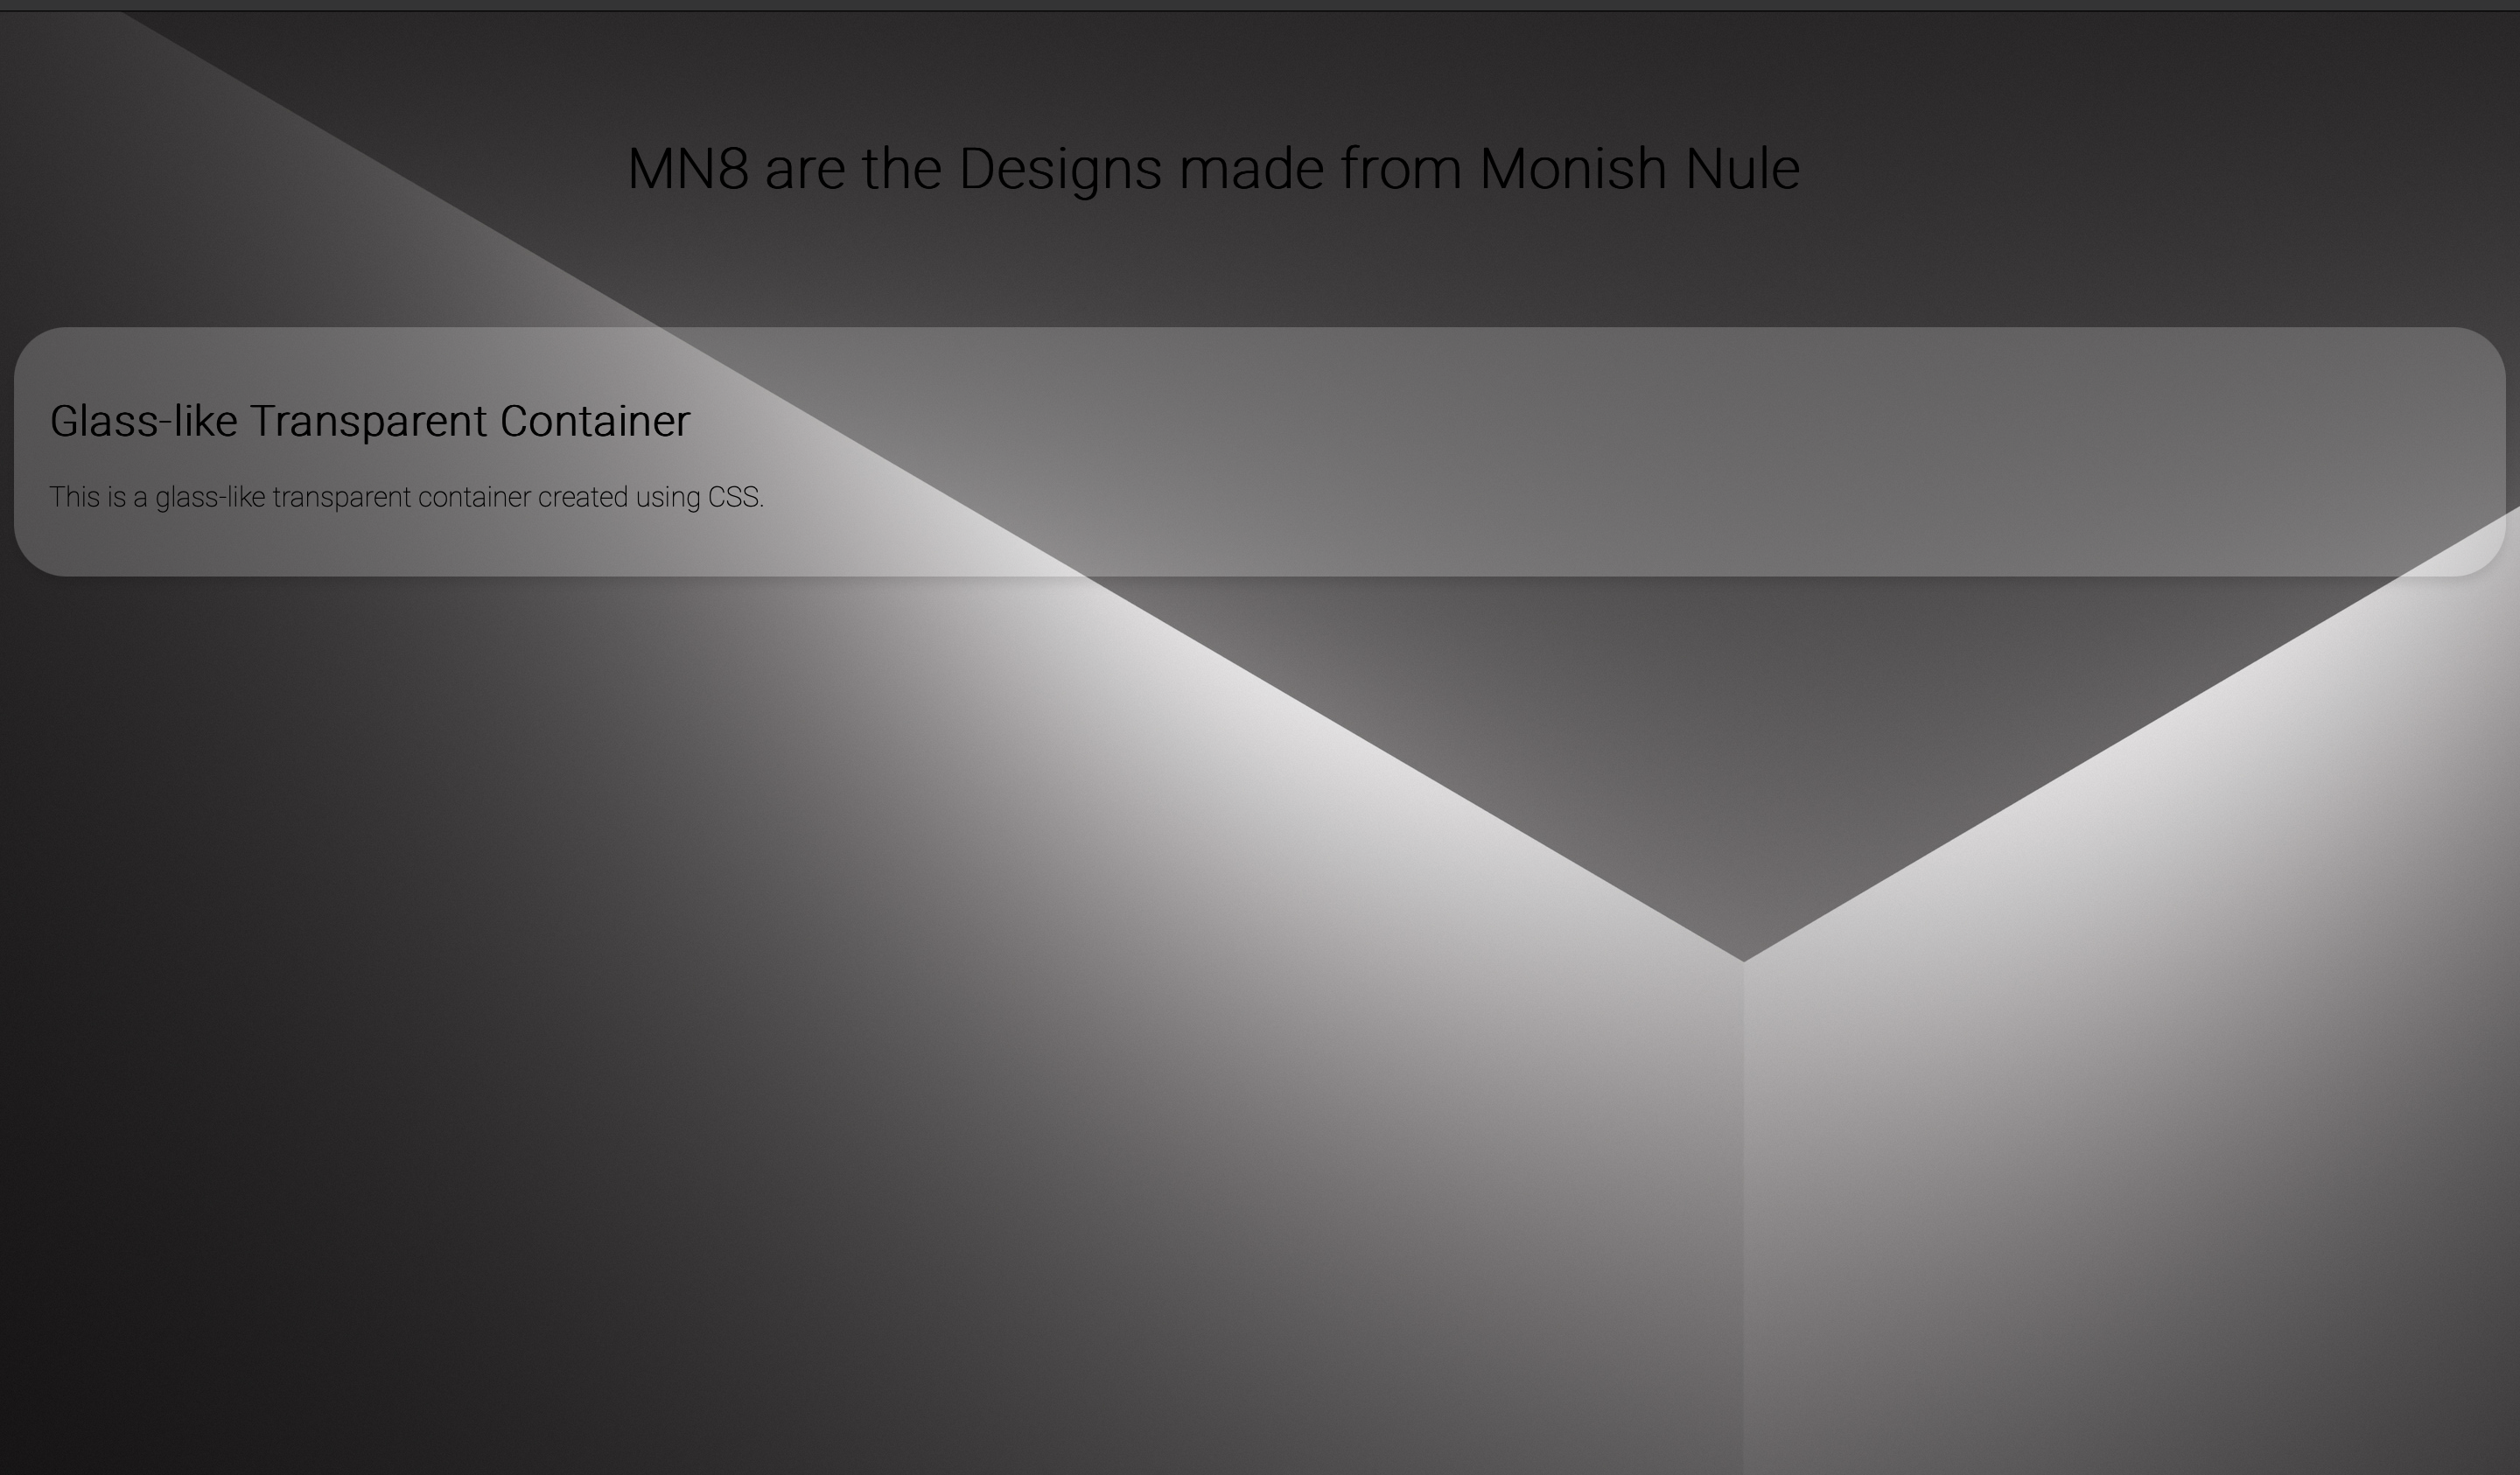 MN8 are the Designs made from Monish Nule
Glass-like Transparent Container
This is a glass-like transparent container created using CSS.